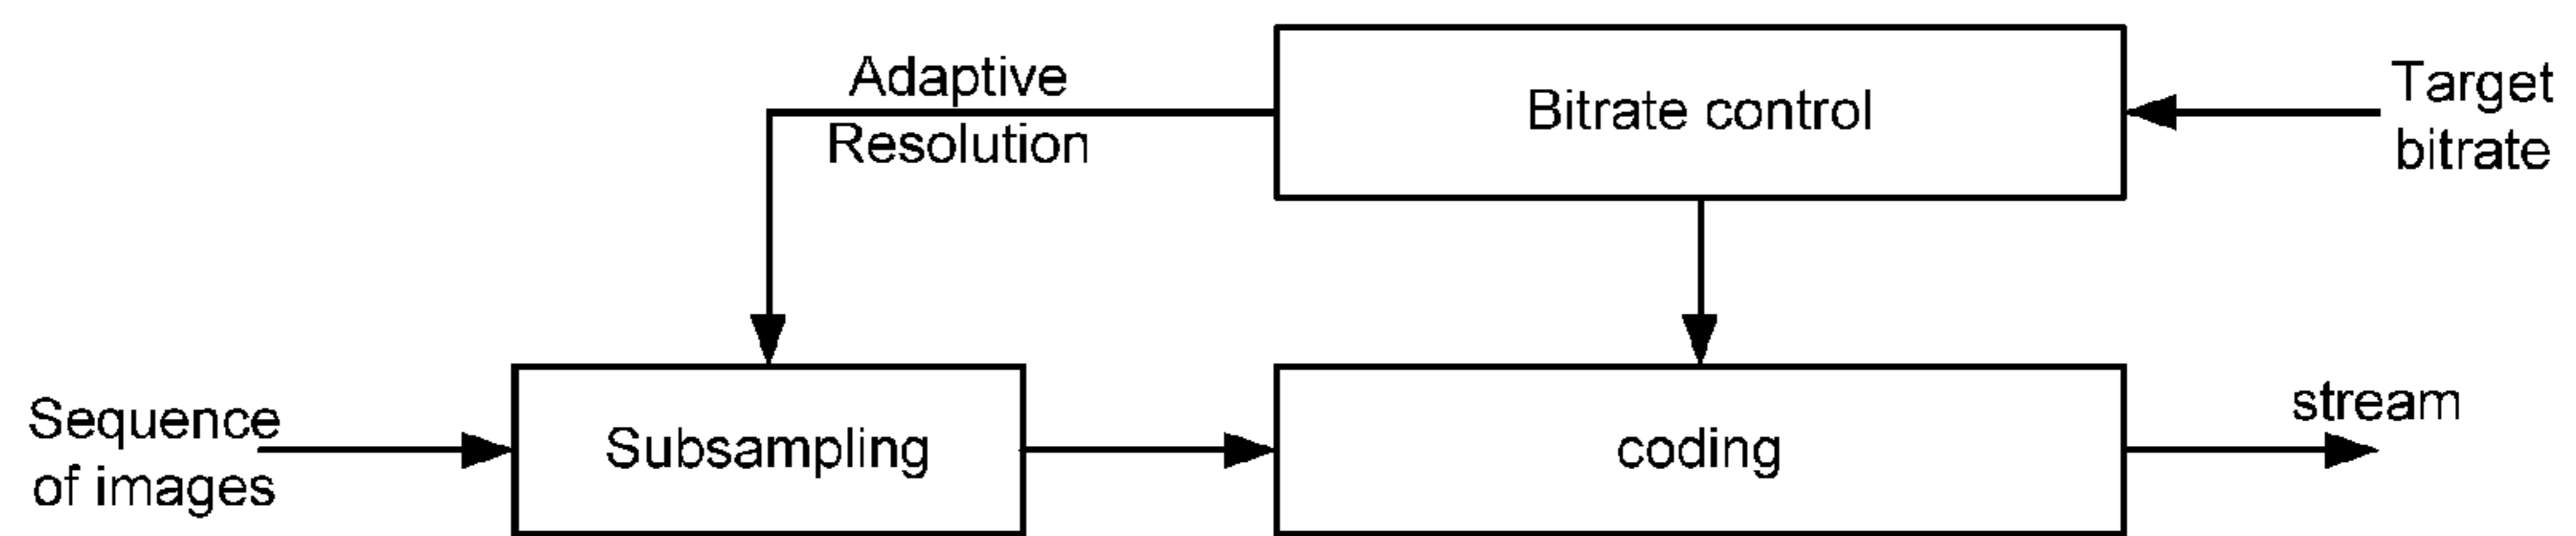 Adaptive
Resolution
Bitrate control
Target
bitrate
Sequence
of images
Subsampling
coding
stream